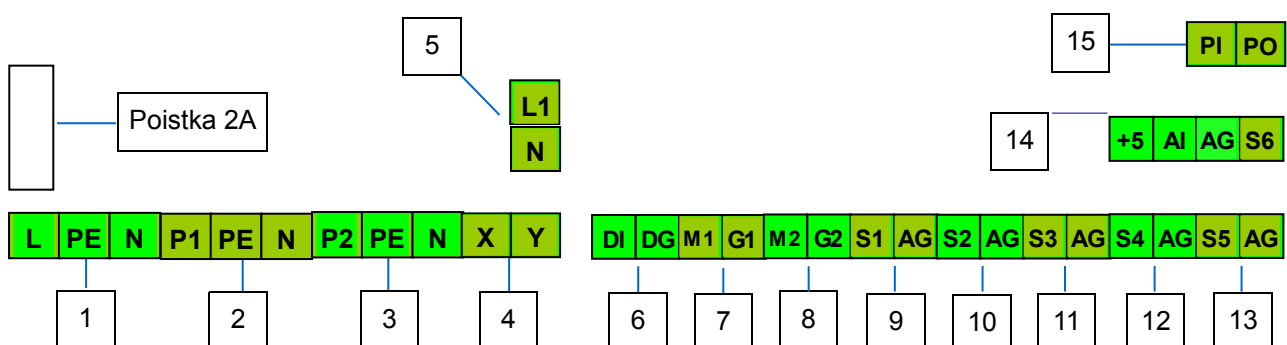 5
15
PI PO
Poistka 2A
L1
N
14
+5 AI AG S6
L PE N P1 PE N P2 PE N X Y
DI DG M1 G1 M2 G2 S1 AG S2 AG S3 AG S4 AG S5 AG
1 2 3 4 6 7 8 9 10 11 12 13